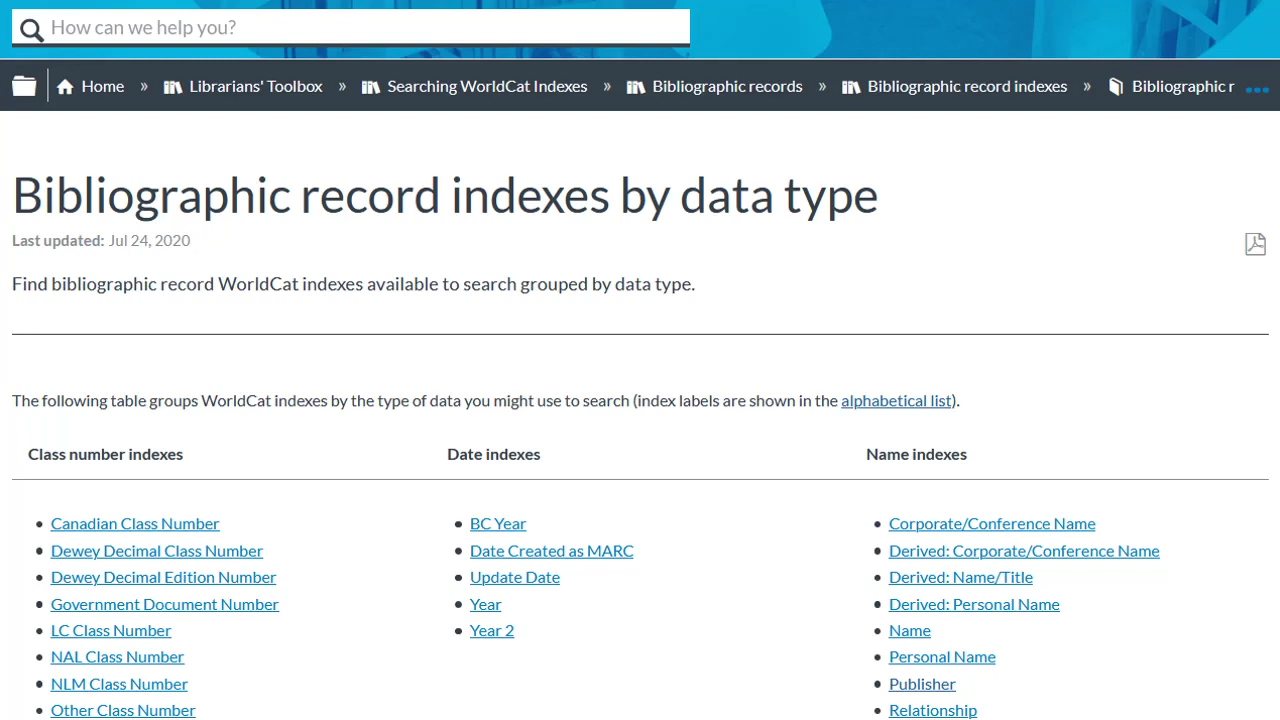 How can we help you?
Home » Librarians' Toolbox » Searching WorldCat Indexes » Bibliographic records » Bibliographic record indexes » Bibliographic r
Bibliographic record indexes by data type
Last updated: Jul 24, 2020
Find bibliographic record WorldCat indexes available to search grouped by data type.
The following table groups WorldCat indexes by the type of data you might use to search (index labels are shown in the alphabetical list).
Class number indexes
Canadian Class Number
Dewey Decimal Class Number
Dewey Decimal Edition Number
Government Document Number
LC Class Number
NAL Class Number
NLM Class Number
Other Class Number
Date indexes
BC Year
Date Created as MARC
Update Date
Year
Year 2
Name indexes
Corporate/Conference Name
Derived: Corporate/Conference Name
Derived: Name/Title
Derived: Personal Name
Name
Personal Name
Publisher
Relationship